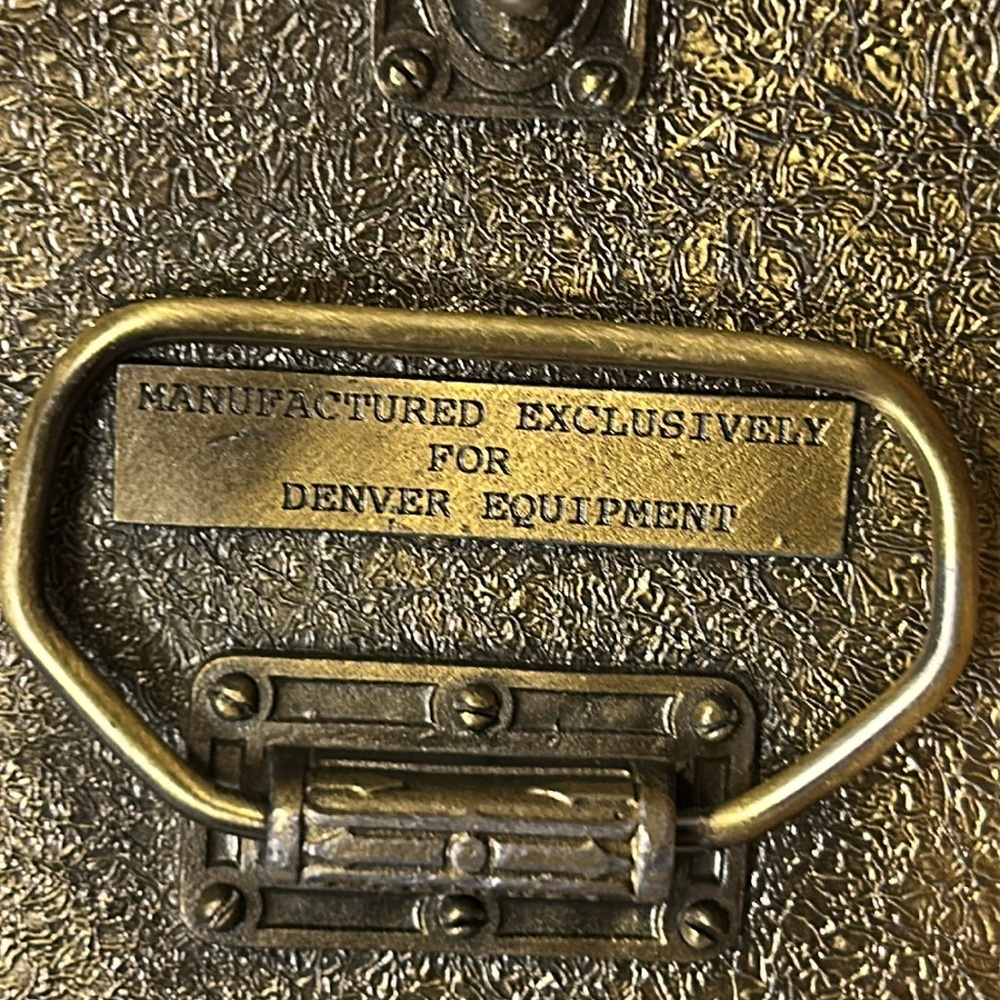 MANUFACTURED EXCLUSIVELY
FOR
DENVER EQUIPMENT